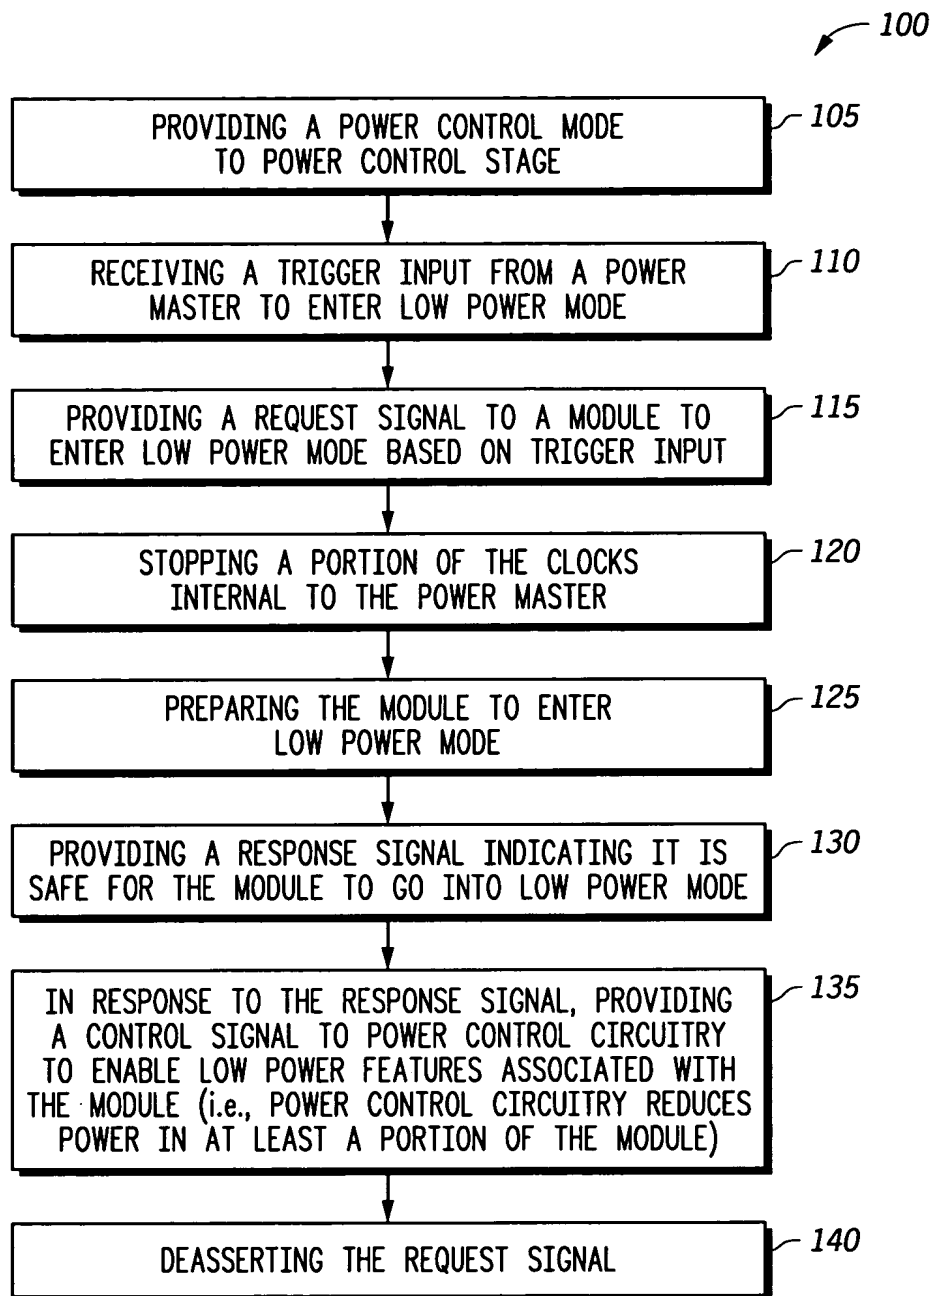 100
PROVIDING A POWER CONTROL MODE
TO POWER CONTROL STAGE
105
RECEIVING A TRIGGER INPUT FROM A POWER
MASTER TO ENTER LOW POWER MODE
110
PROVIDING A REQUEST SIGNAL TO A MODULE TO
ENTER LOW POWER MODE BASED ON TRIGGER INPUT
115
STOPPING A PORTION OF THE CLOCKS
INTERNAL TO THE POWER MASTER
120
PREPARING THE MODULE TO ENTER
LOW POWER MODE
125
PROVIDING A RESPONSE SIGNAL INDICATING IT IS
SAFE FOR THE MODULE TO GO INTO LOW POWER MODE
130
IN RESPONSE TO THE RESPONSE SIGNAL, PROVIDING
A CONTROL SIGNAL TO POWER CONTROL CIRCUITRY
TO ENABLE LOW POWER FEATURES ASSOCIATED WITH
THE MODULE (i.e., POWER CONTROL CIRCUITRY REDUCES
POWER IN AT LEAST A PORTION OF THE MODULE)
135
DEASSERTING THE REQUEST SIGNAL
140